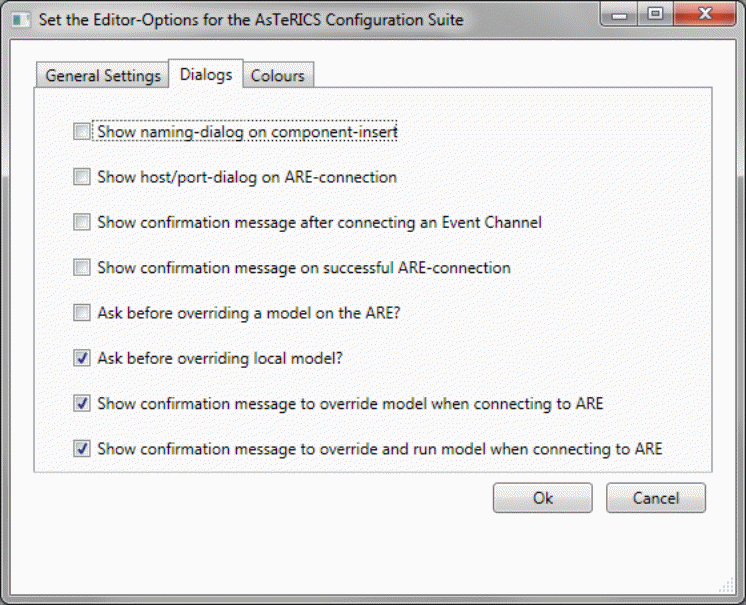 Set the Editor-Options for the AsTeRICS Configuration Suite
General Settings Dialogs Colours
Show naming-dialog on component-insert
Show host/port-dialog on ARE-connection
Show confirmation message after connecting an Event Channel
Show confirmation message on successful ARE-connection
Ask before overriding a model on the ARE?
Ask before overriding local model?
Show confirmation message to override model when connecting to ARE
Show confirmation message to override and run model when connecting to ARE
Ok Cancel